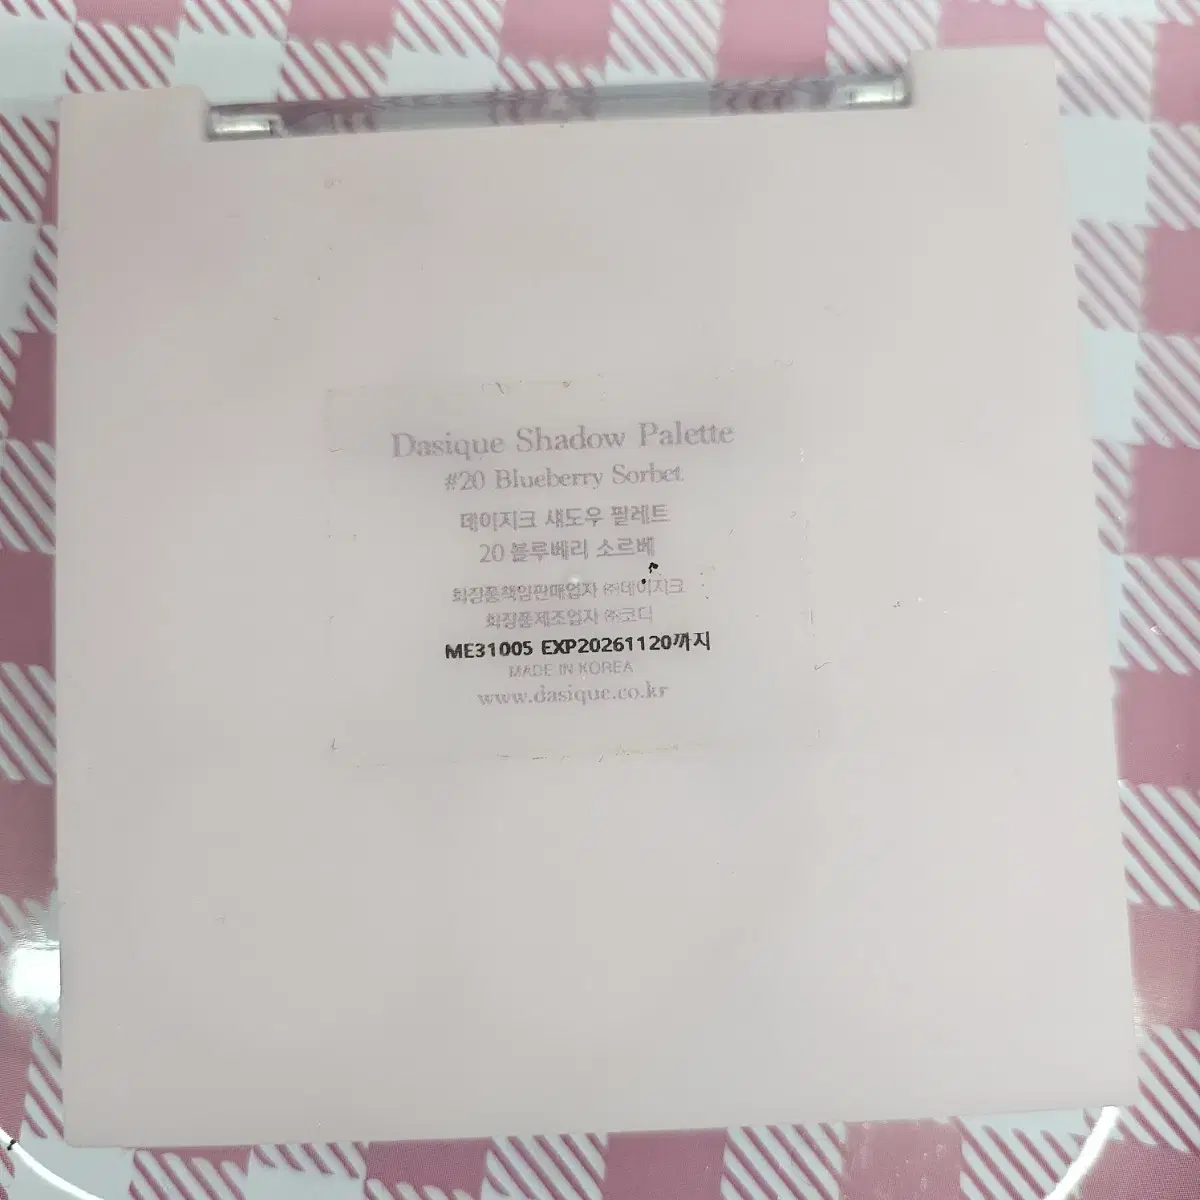 Dasique Shadow Palette
#20 Blueberry Sorbet
데이지크 섀도우 팔레트
20 블루베리 소르베
화장품책임판매업자 ㈜데이지크
화장품제조업자 ㈜코디
ME31005 EXP20261120까지
MADE IN KOREA
www.dasique.co.kr